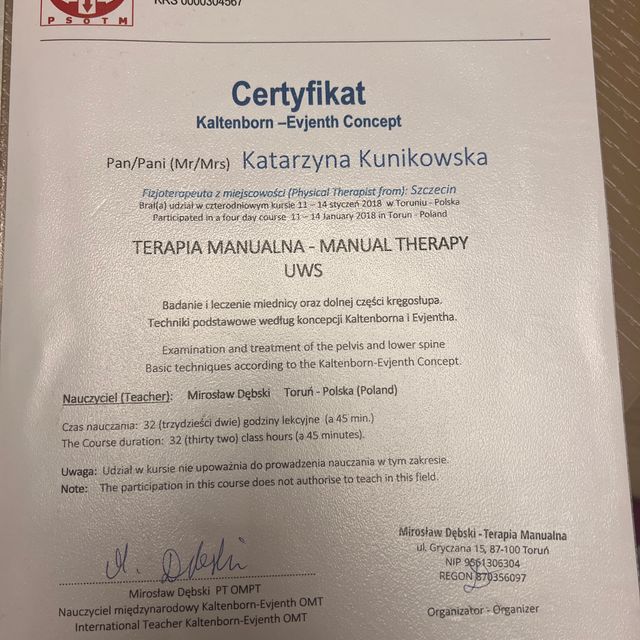 PSOTM
KRS 0000304567
Certyfikat
Kaltenborn –Evjenth Concept
Pan/Pani (Mr/Mrs) Katarzyna Kunikowska
Fizjoterapeuta z miejscowości (Physical Therapist from): Szczecin
Brał(a) udział w czterodniowym kursie 11 – 14 styczeń 2018 w Toruniu - Polska
Participated in a four day course 11 – 14 January 2018 in Torun - Poland
TERAPIA MANUALNA - MANUAL THERAPY
UWS
Badanie i leczenie miednicy oraz dolnej części kręgosłupa.
Techniki podstawowe według koncepcji Kaltenborna i Evjentha.
Examination and treatment of the pelvis and lower spine
Basic techniques according to the Kaltenborn-Evjenth Concept.
Nauczyciel (Teacher): Mirosław Dębski Toruń - Polska (Poland)
Czas nauczania: 32 (trzydzieści dwie) godziny lekcyjne (a 45 min.)
The Course duration: 32 (thirty two) class hours (a 45 minutes).
Uwaga: Udział w kursie nie upoważnia do prowadzenia nauczania w tym zakresie.
Note: The participation in this course does not authorise to teach in this field.
Mirosław Dębski - Terapia Manualna
ul. Gryczana 15, 87-100 Toruń
NIP 9561306304
REGON 870356097
M. Dębski
Mirosław Dębski PT OMPT
Nauczyciel międzynarodowy Kaltenborn-Evjenth OMT
International Teacher Kaltenborn-Evjenth OMT
Organizator - Organizer